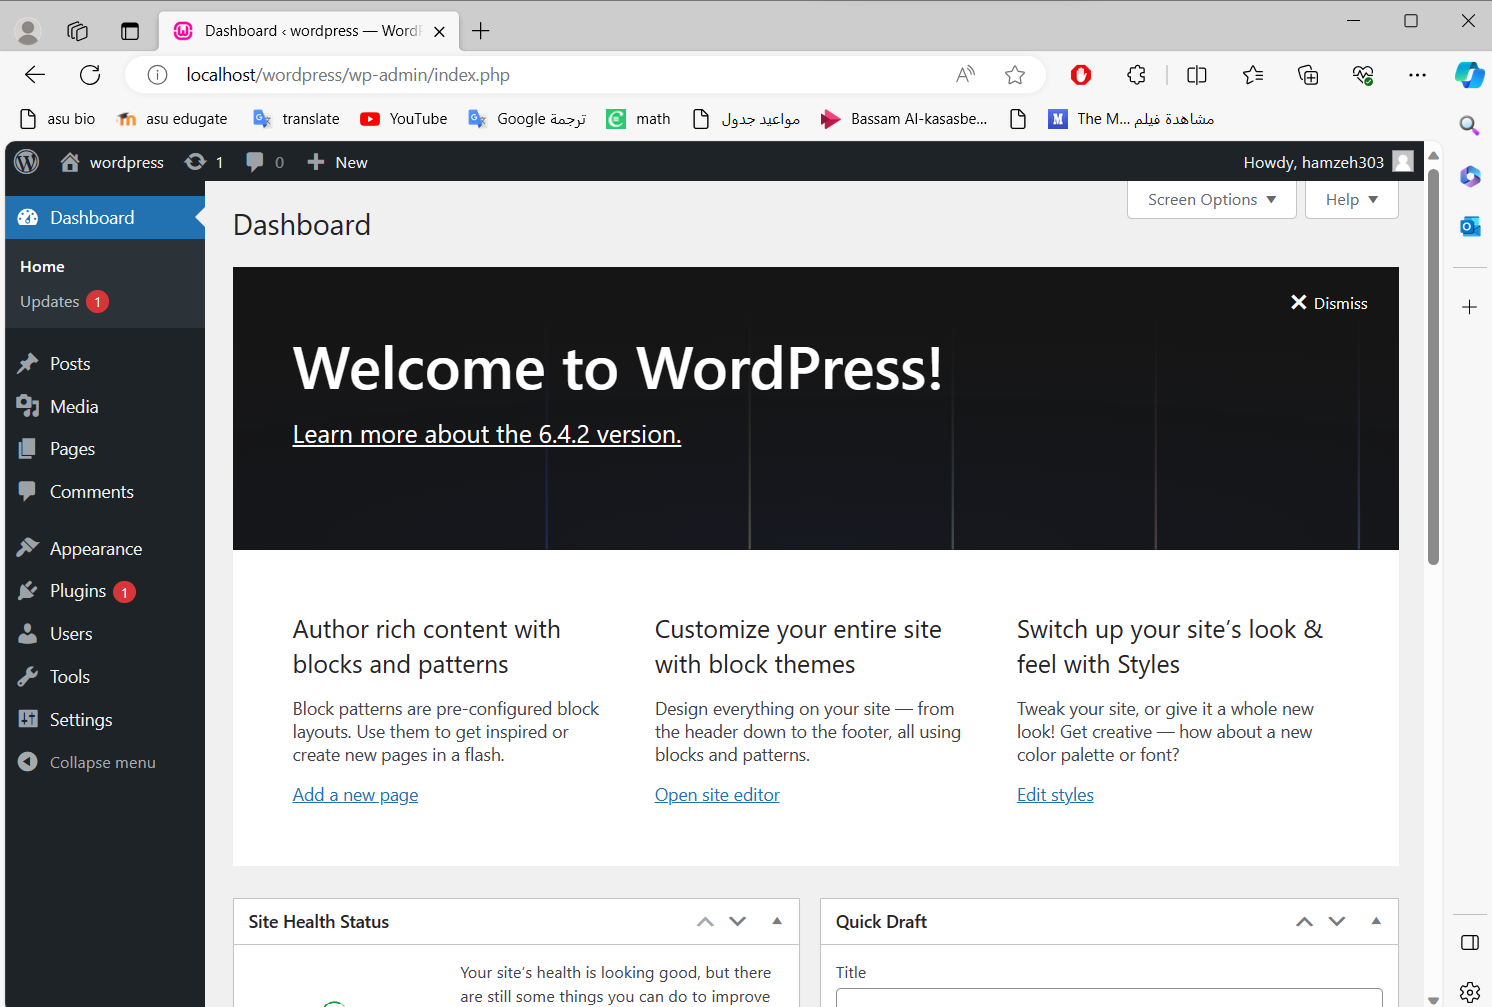 Dashboard ‹ wordpress — Word
localhost/wordpress/wp-admin/index.php
asu bio
asu edugate
translate
YouTube
Google ترجمة
math
مواعيد جدول
Bassam Al-kasasbe...
The M... مشاهدة فيلم
wordpress
1
0
New
Howdy, hamzeh303
Dashboard
Home
Updates 1
Posts
Media
Pages
Comments
Appearance
Plugins 1
Users
Tools
Settings
Collapse menu
Screen Options
Help
Dashboard
Dismiss
Welcome to WordPress!
Learn more about the 6.4.2 version.
Author rich content with
blocks and patterns
Block patterns are pre-configured block
layouts. Use them to get inspired or
create new pages in a flash.
Add a new page
Customize your entire site
with block themes
Design everything on your site — from
the header down to the footer, all using
blocks and patterns.
Open site editor
Switch up your site’s look &
feel with Styles
Tweak your site, or give it a whole new
look! Get creative — how about a new
color palette or font?
Edit styles
Site Health Status
Your site’s health is looking good, but there
are still some things you can do to improve
Quick Draft
Title